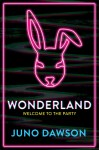 WONDERLAND
WELCOME TO THE PARTY
JUNO DAWSON